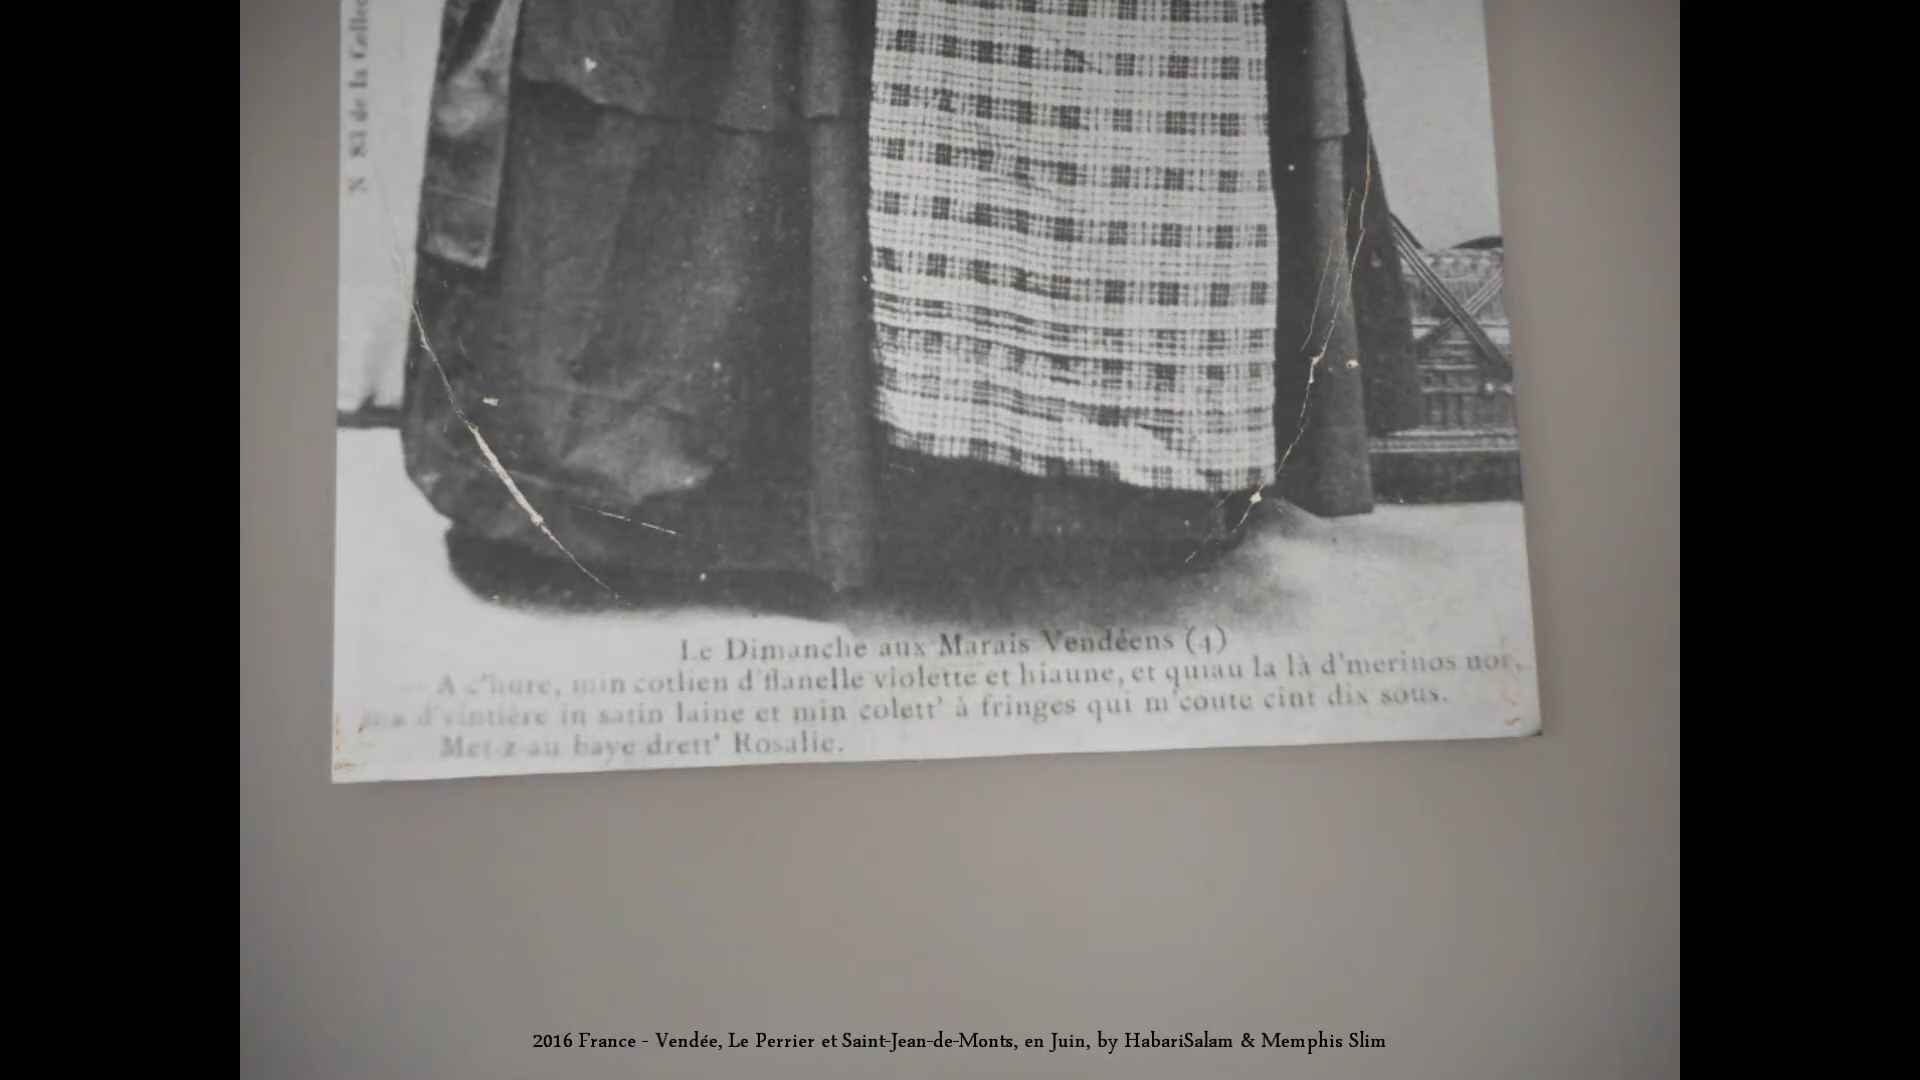 N 83 de la Collec
Le Dimanche aux Marais Vendéens (4)
— A c'hure, min cotlien d'flanelle violette et hiaune, et quiau la là d'merinos nor,
d'vintière in satin laine et min colett' à fringes qui m'coute cint dix sous.
Met z au baye drett' Rosalie.
2016 France - Vendée, Le Perrier et Saint-Jean-de-Monts, en Juin, by HabariSalam & Memphis Slim